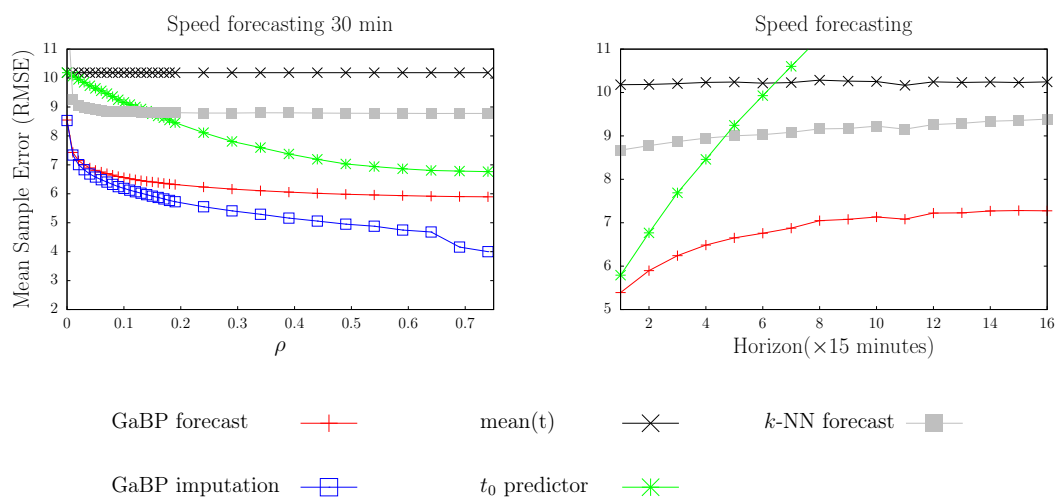 Speed forecasting 30 min
Mean Sample Error (RMSE)
11
10
9
8
7
6
5
4
3
2
0 0.1 0.2 0.3 0.4 0.5 0.6 0.7
ρ
Speed forecasting
11
10
9
8
7
6
5
2 4 6 8 10 12 14 16
Horizon(×15 minutes)
GaBP forecast mean(t) k-NN forecast
GaBP imputation t₀ predictor